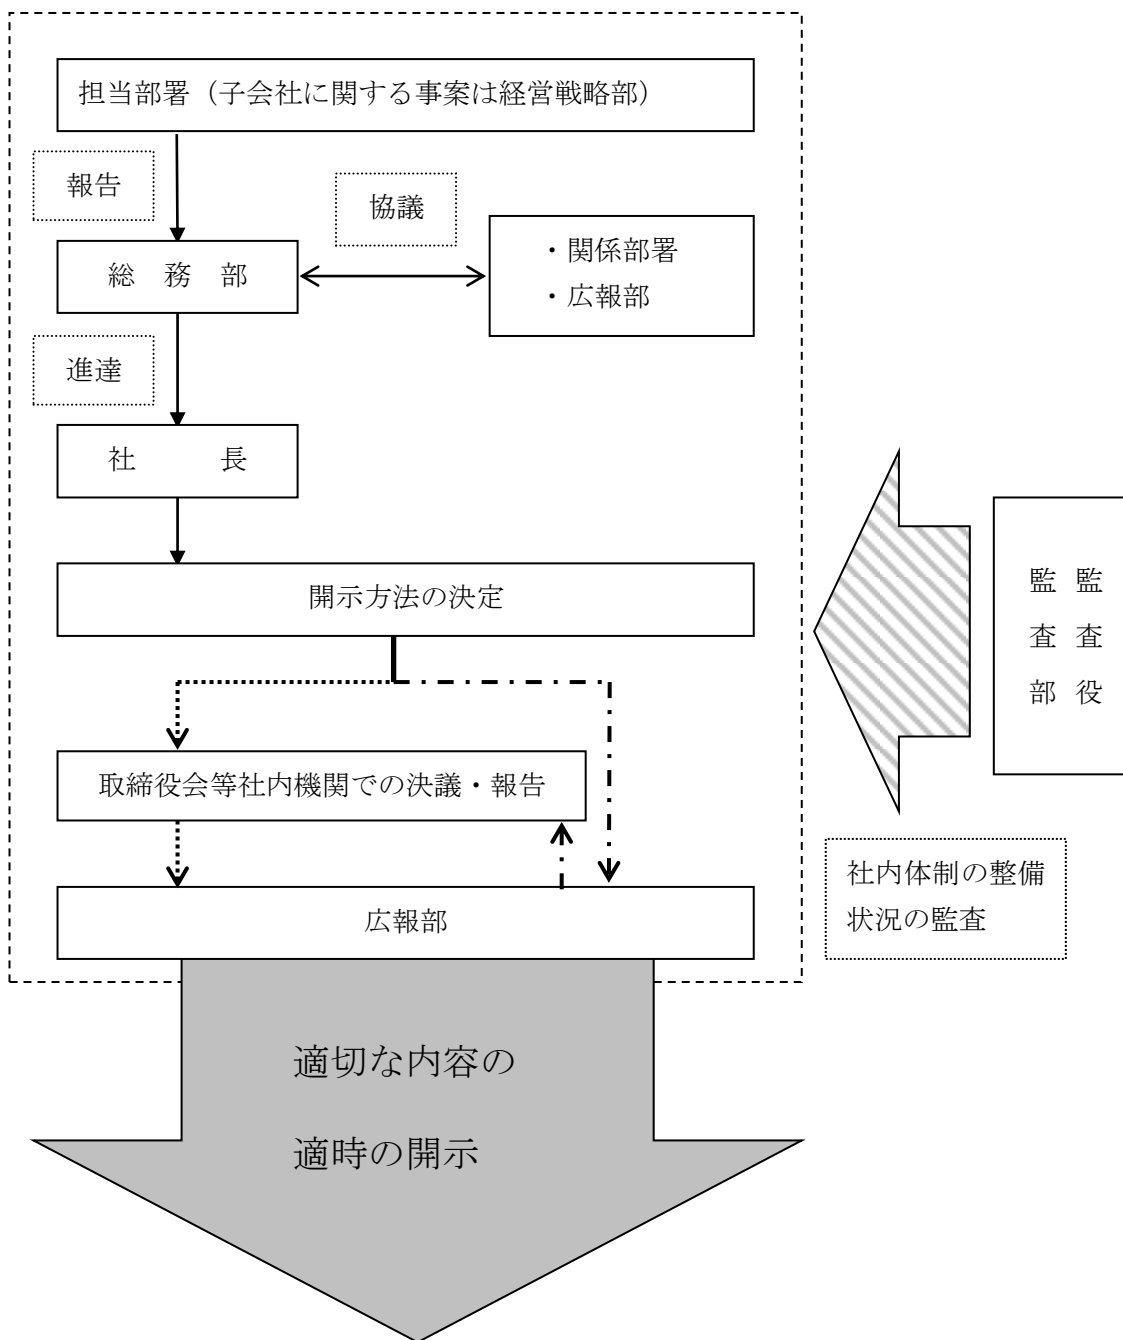 担当部署（子会社に関する事案は経営戦略部）
報告
協議
総　務　部
・関係部署
・広報部
進達
社　　　長
開示方法の決定
監査役
監査部
取締役会等社内機関での決議・報告
社内体制の整備
状況の監査
広報部
適切な内容の
適時の開示